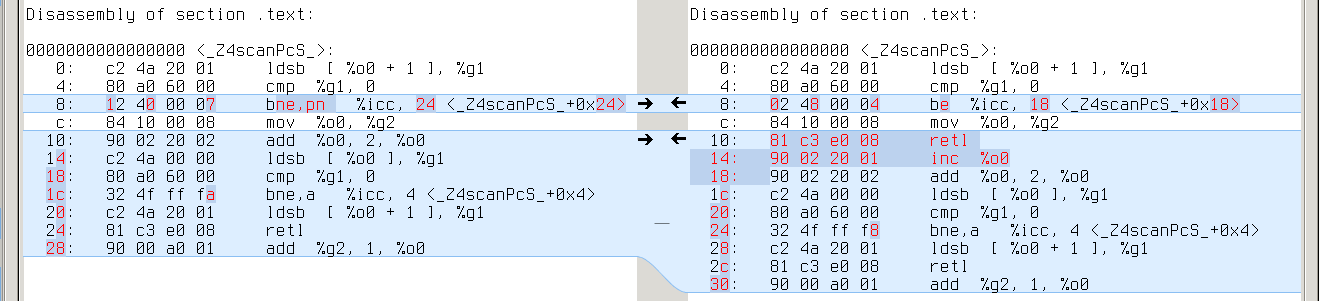 Disassembly of section .text:
0000000000000000 <_Z4scanPcS_>:
0: c2 4a 20 01 ldsb [ %o0 + 1 ], %g1
4: 80 a0 60 00 cmp %g1, 0
8: 12 40 00 07 bne,pn %icc, 24 <_Z4scanPcS_+0x24>
c: 84 10 00 08 mov %o0, %g2
10: 90 02 20 02 add %o0, 2, %o0
14: c2 4a 00 00 ldsb [ %o0 ], %g1
18: 80 a0 60 00 cmp %g1, 0
1c: 32 4f ff fa bne,a %icc, 4 <_Z4scanPcS_+0x4>
20: c2 4a 20 01 ldsb [ %o0 + 1 ], %g1
24: 81 c3 e0 08 retl
28: 90 00 a0 01 add %g2, 1, %o0
Disassembly of section .text:
0000000000000000 <_Z4scanPcS_>:
0: c2 4a 20 01 ldsb [ %o0 + 1 ], %g1
4: 80 a0 60 00 cmp %g1, 0
8: 02 48 00 04 be %icc, 18 <_Z4scanPcS_+0x18>
c: 84 10 00 08 mov %o0, %g2
10: 81 c3 e0 08 retl
14: 90 02 20 01 inc %o0
18: 90 02 20 02 add %o0, 2, %o0
1c: c2 4a 00 00 ldsb [ %o0 ], %g1
20: 80 a0 60 00 cmp %g1, 0
24: 32 4f ff f8 bne,a %icc, 4 <_Z4scanPcS_+0x4>
28: c2 4a 20 01 ldsb [ %o0 + 1 ], %g1
2c: 81 c3 e0 08 retl
30: 90 00 a0 01 add %g2, 1, %o0